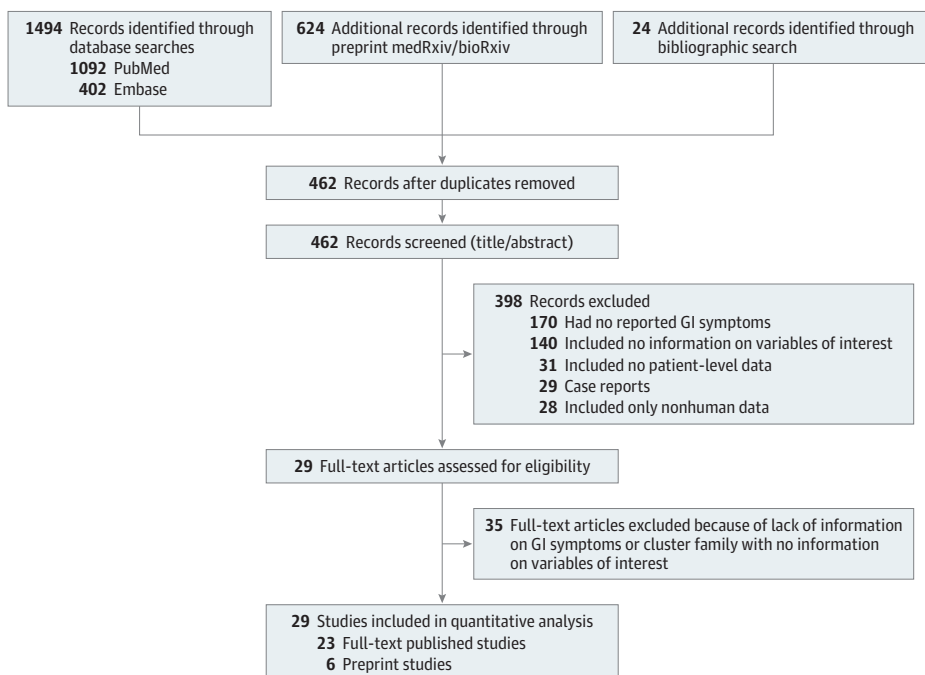 1494 Records identified through
database searches
1092 PubMed
402 Embase
624 Additional records identified through
preprint medRxiv/bioRxiv
24 Additional records identified through
bibliographic search
462 Records after duplicates removed
462 Records screened (title/abstract)
398 Records excluded
170 Had no reported GI symptoms
140 Included no information on variables of interest
31 Included no patient-level data
29 Case reports
28 Included only nonhuman data
29 Full-text articles assessed for eligibility
35 Full-text articles excluded because of lack of information
on GI symptoms or cluster family with no information
on variables of interest
29 Studies included in quantitative analysis
23 Full-text published studies
6 Preprint studies